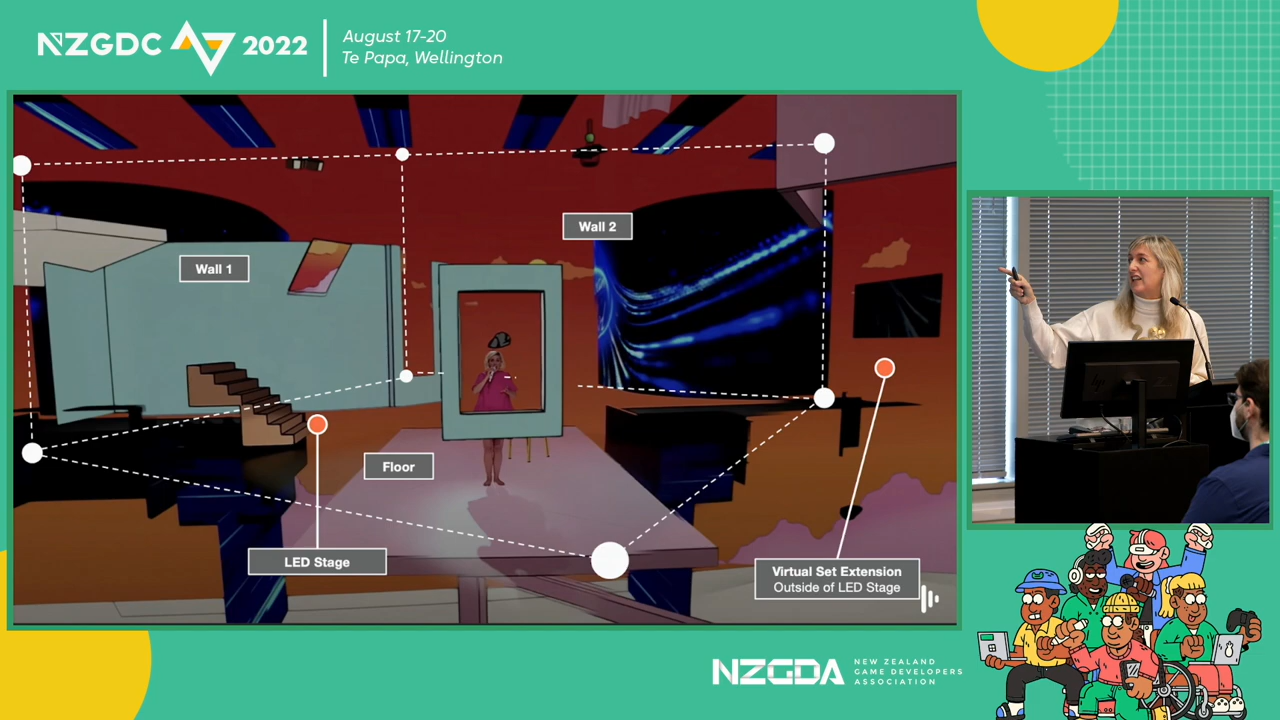 NZGDC
2022
August 17-20
Te Papa, Wellington
Wall 1
Wall 2
Floor
LED Stage
Virtual Set Extension
Outside of LED Stage
NZGDA
NEW ZEALAND
GAME DEVELOPERS
ASSOCIATION